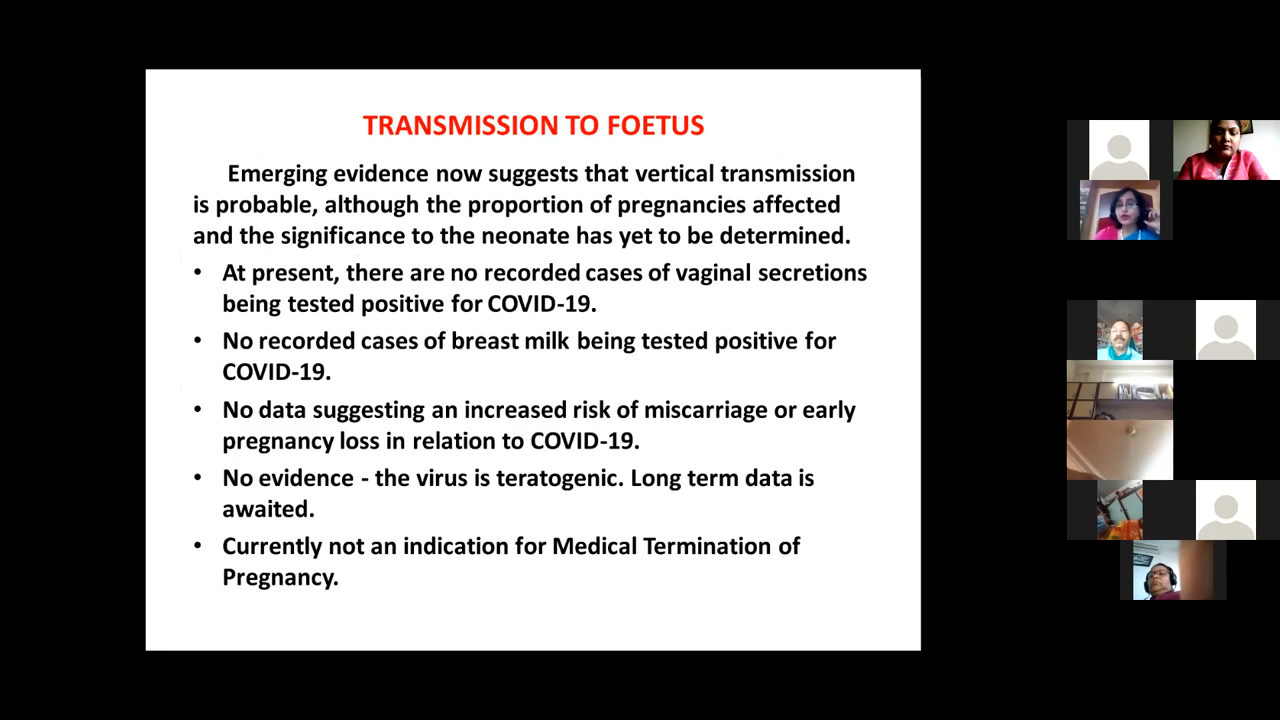 TRANSMISSION TO FOETUS
Emerging evidence now suggests that vertical transmission
is probable, although the proportion of pregnancies affected
and the significance to the neonate has yet to be determined.
• At present, there are no recorded cases of vaginal secretions
being tested positive for COVID-19.
• No recorded cases of breast milk being tested positive for
COVID-19.
• No data suggesting an increased risk of miscarriage or early
pregnancy loss in relation to COVID-19.
• No evidence - the virus is teratogenic. Long term data is
awaited.
• Currently not an indication for Medical Termination of
Pregnancy.